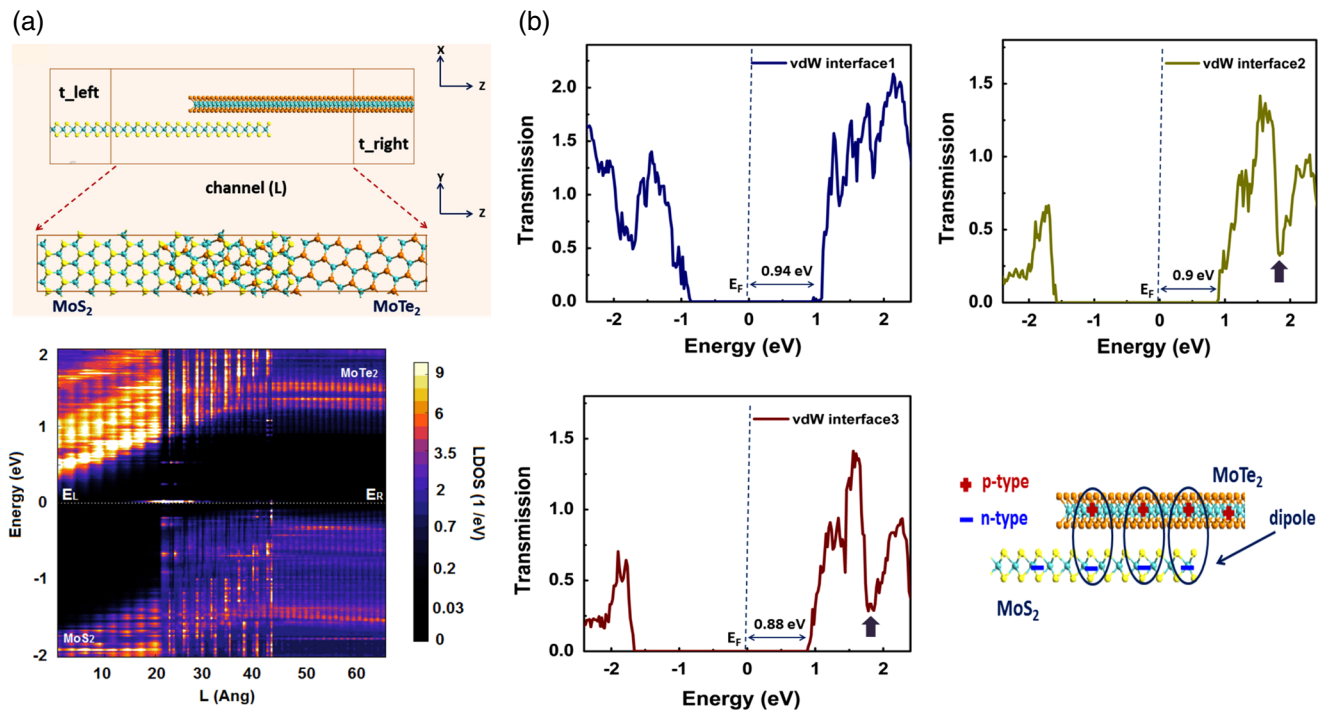 (a)
X
Z
t_left
t_right
channel (L)
Y
Z
MoS2
MoTe2
2
1
0
-1
-2
Energy (eV)
MoTe2
EL
ER
MoS2
10 20 30 40 50 60
L (Ang)
9
6
3.5
2
0.7
0.2
0.03
0
LDOS (1 /eV)
(b)
vdW interface1
2.0
1.5
1.0
0.5
0.0
Transmission
0.94 eV
EF
-2 -1 0 1 2
Energy (eV)
vdW interface2
1.5
1.0
0.5
0.0
Transmission
0.9 eV
EF
-2 -1 0 1 2
Energy (eV)
vdW interface3
1.5
1.0
0.5
0.0
Transmission
0.88 eV
EF
-2 -1 0 1 2
Energy (eV)
p-type
n-type
MoTe2
dipole
MoS2